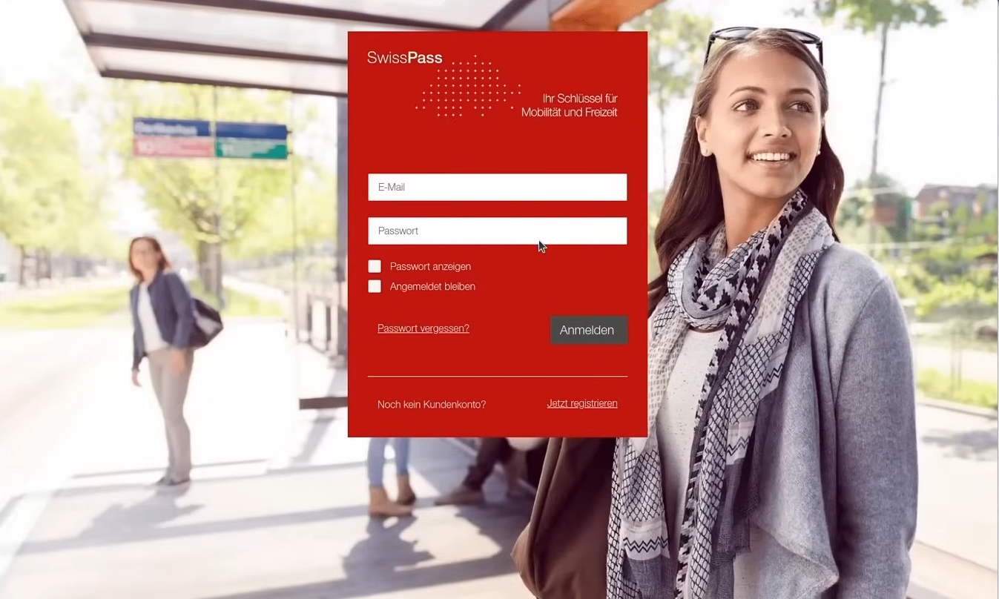 SwissPass
Ihr Schlüssel für
Mobilität und Freizeit
E-Mail
Passwort
Passwort anzeigen
Angemeldet bleiben
Passwort vergessen?
Anmelden
Noch kein Kundenkonto?
Jetzt registrieren